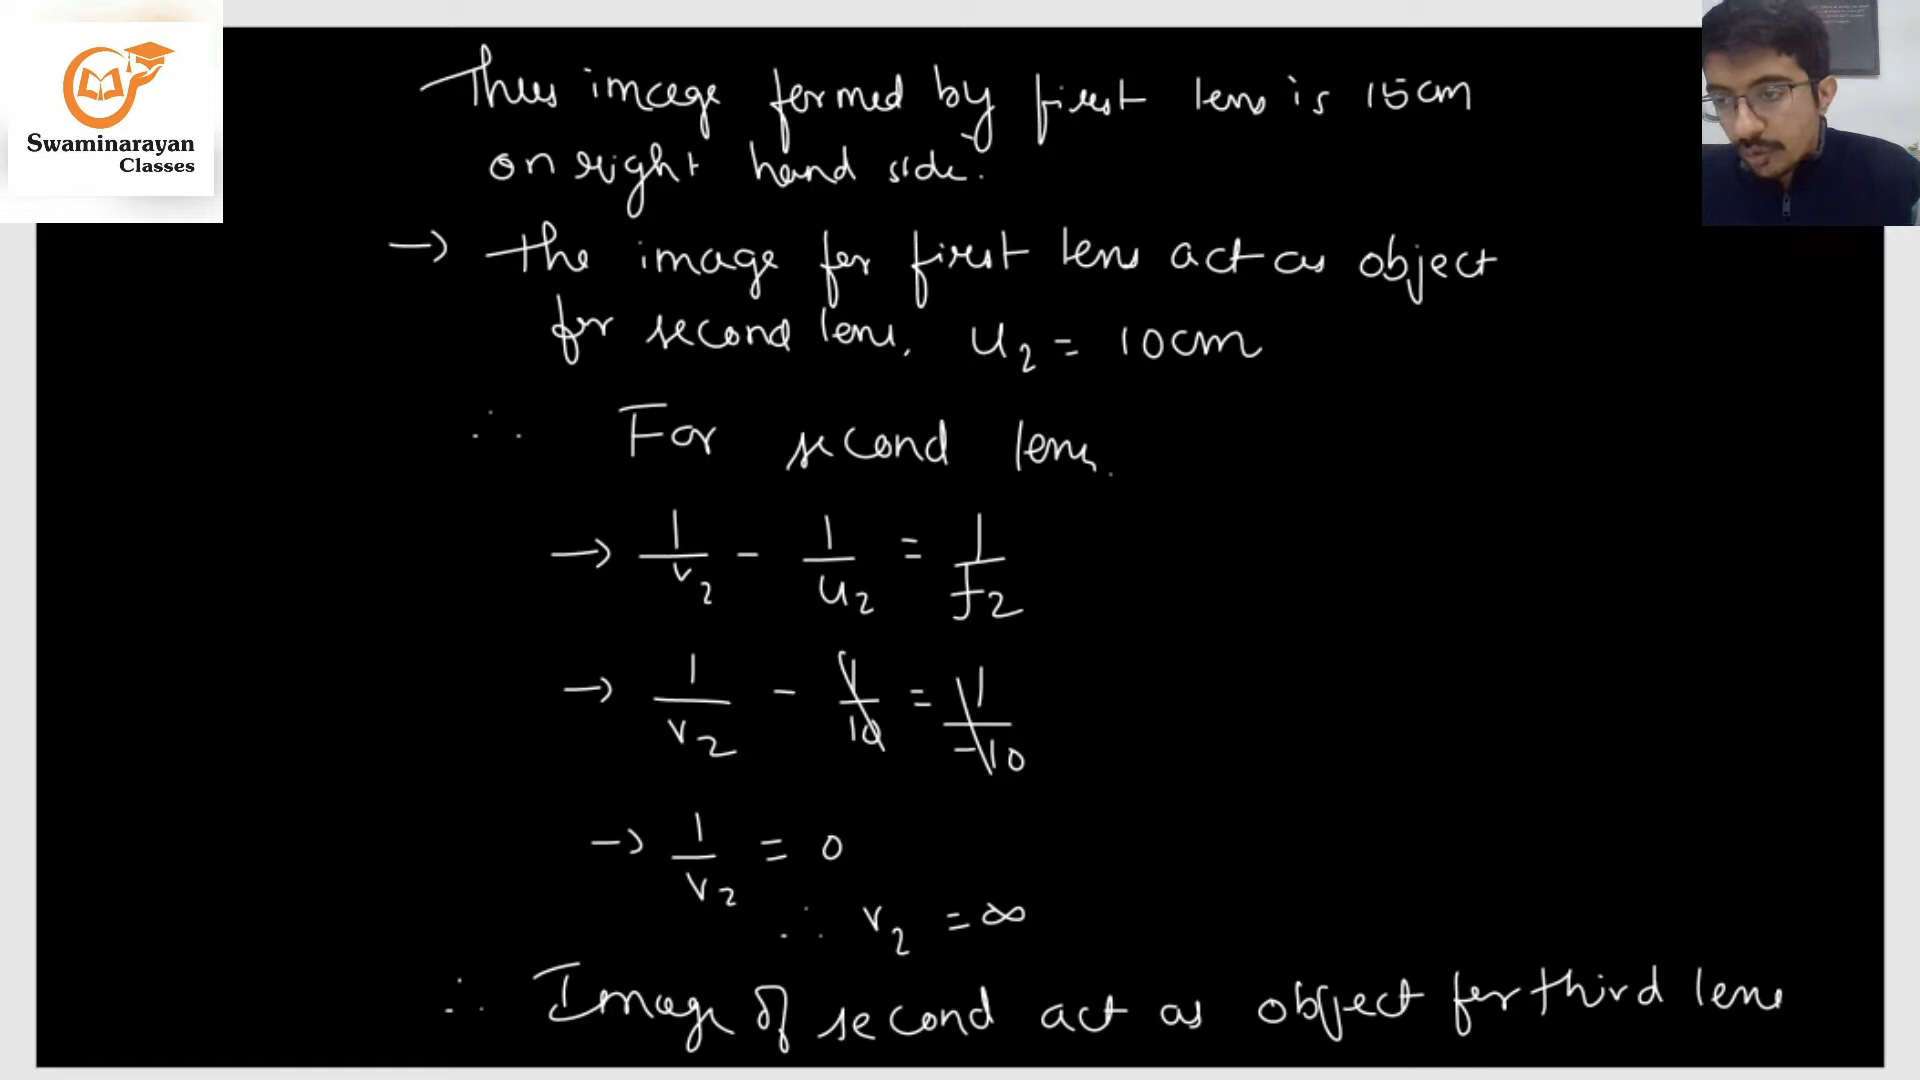 Swaminarayan
Classes
Thus image formed by first lens is 15cm
on right hand side.
→ The image for first lens act as object
for second lens, u₂ = 10cm
∴ For second lens.
→ 1/v₂ - 1/u₂ = 1/f₂
→ 1/v₂ - 1/10 = 1/-10
→ 1/v₂ = 0
∴ v₂ = ∞
∴ Image of second act as object for third lens